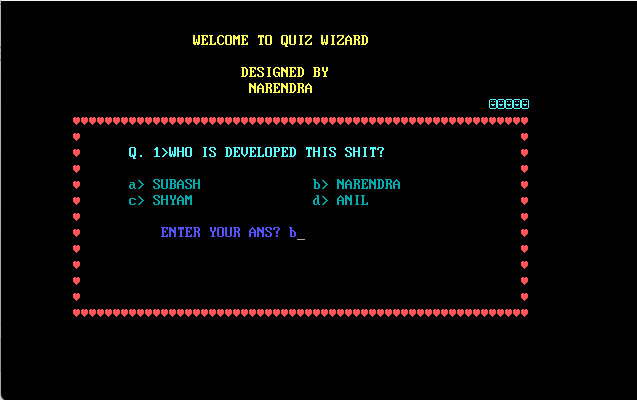 WELCOME TO QUIZ WIZARD
DESIGNED BY
NARENDRA
Q. 1>WHO IS DEVELOPED THIS SHIT?
a> SUBASH b> NARENDRA
c> SHYAM d> ANIL
ENTER YOUR ANS? b_